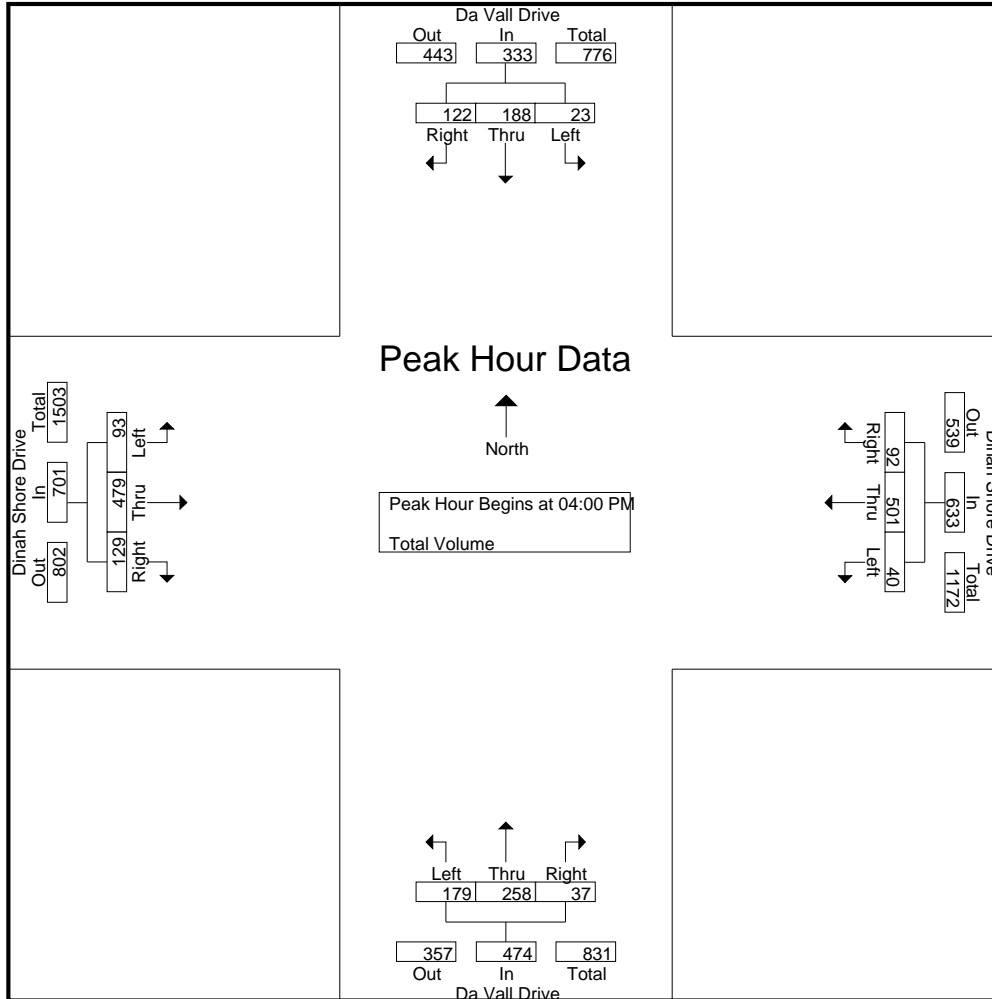 Da Vall Drive
Out In Total
443 333 776
122 188 23
Right Thru Left
Peak Hour Data
North
Peak Hour Begins at 04:00 PM
Total Volume
Dinah Shore Drive
Out In Total
802 701 1503
93 479 129
Left Thru Right
Dinah Shore Drive
Out In Total
539 633 1172
92 501 40
Right Thru Left
Left Thru Right
179 258 37
357 474 831
Out In Total
Da Vall Drive